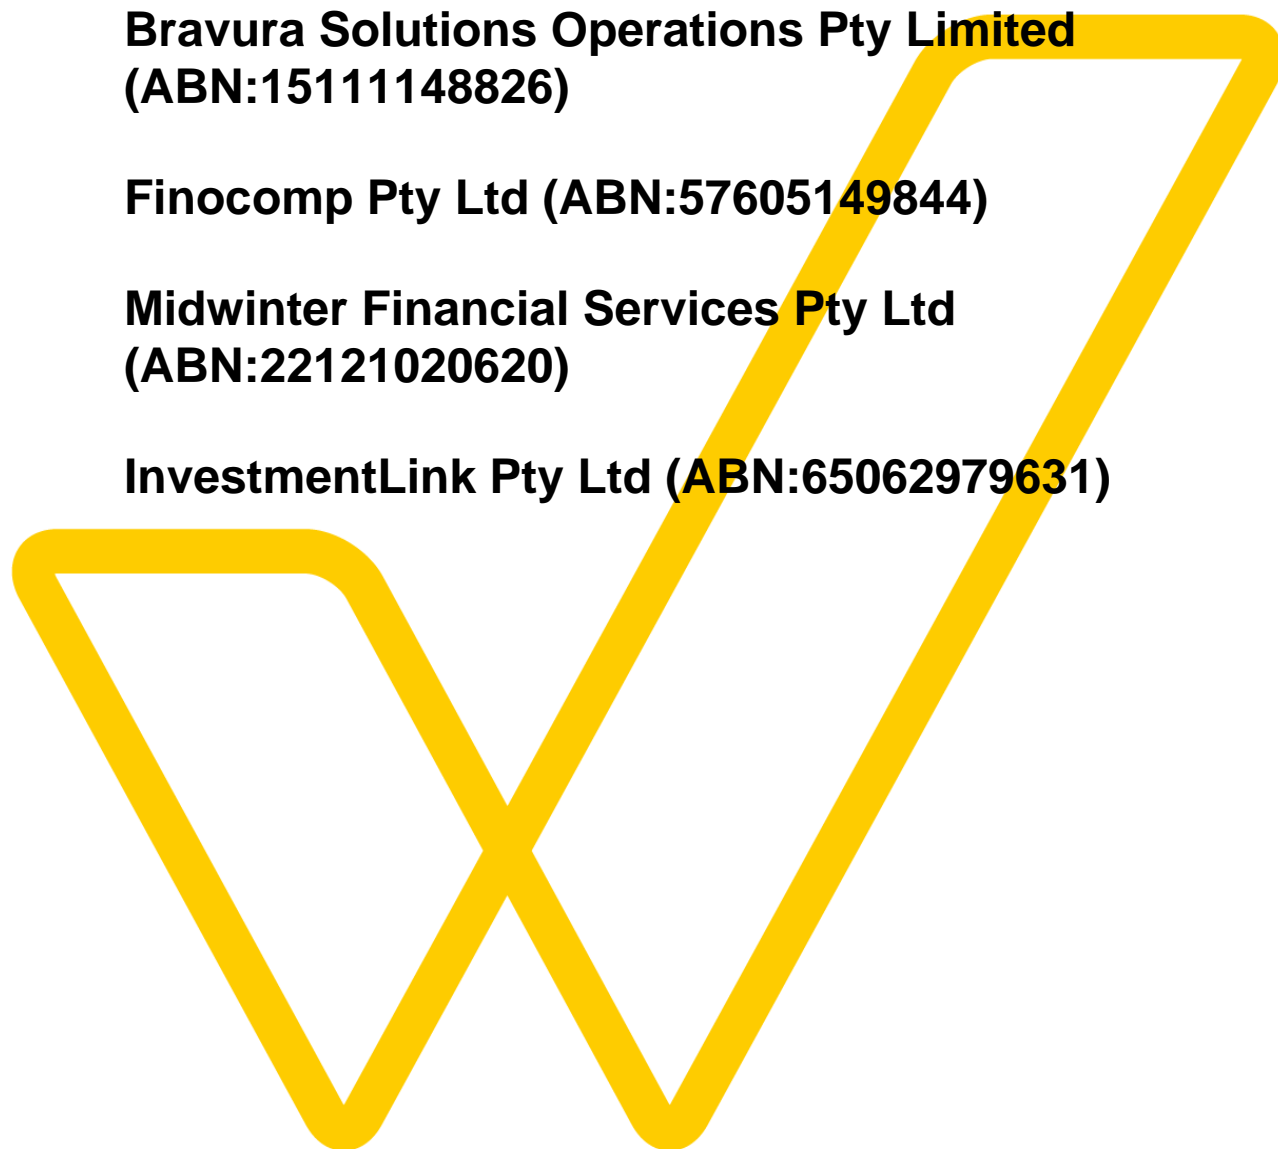 Bravura Solutions Operations Pty Limited
(ABN:15111148826)
Finocomp Pty Ltd (ABN:57605149844)
Midwinter Financial Services Pty Ltd
(ABN:22121020620)
InvestmentLink Pty Ltd (ABN:65062979631)